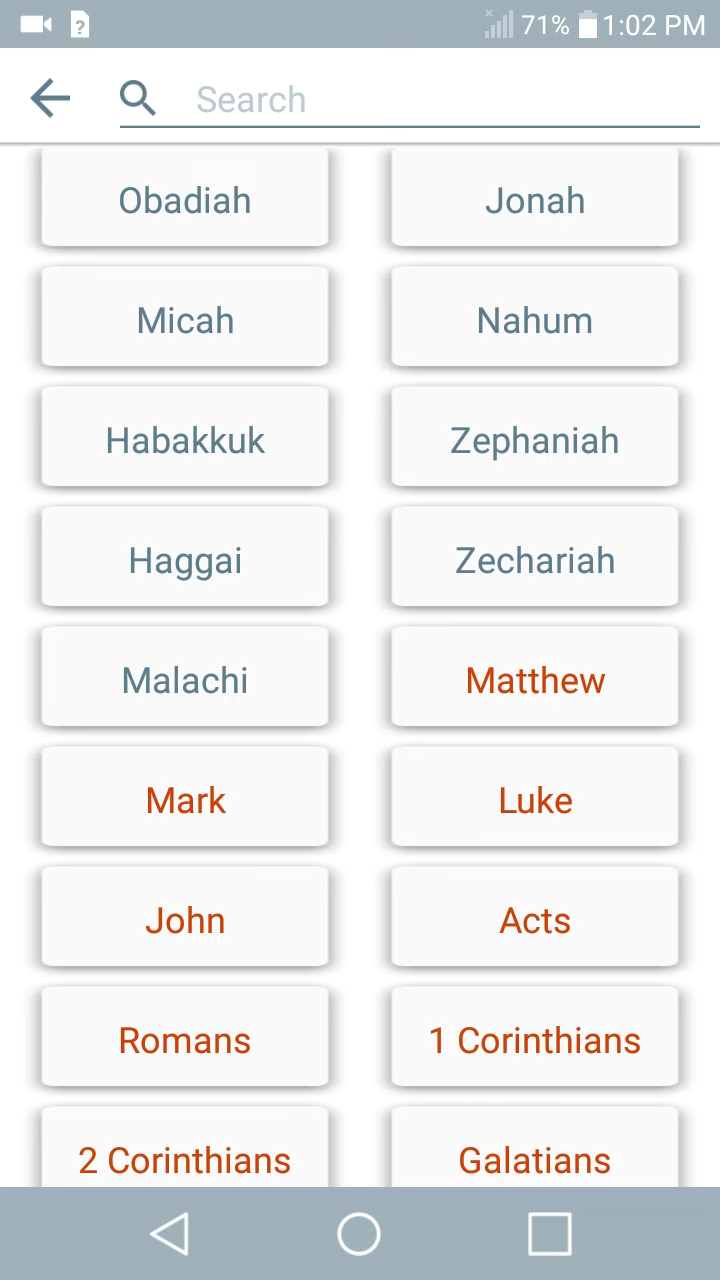 71% 1:02 PM
Search
Obadiah Jonah
Micah Nahum
Habakkuk Zephaniah
Haggai Zechariah
Malachi Matthew
Mark Luke
John Acts
Romans 1 Corinthians
2 Corinthians Galatians